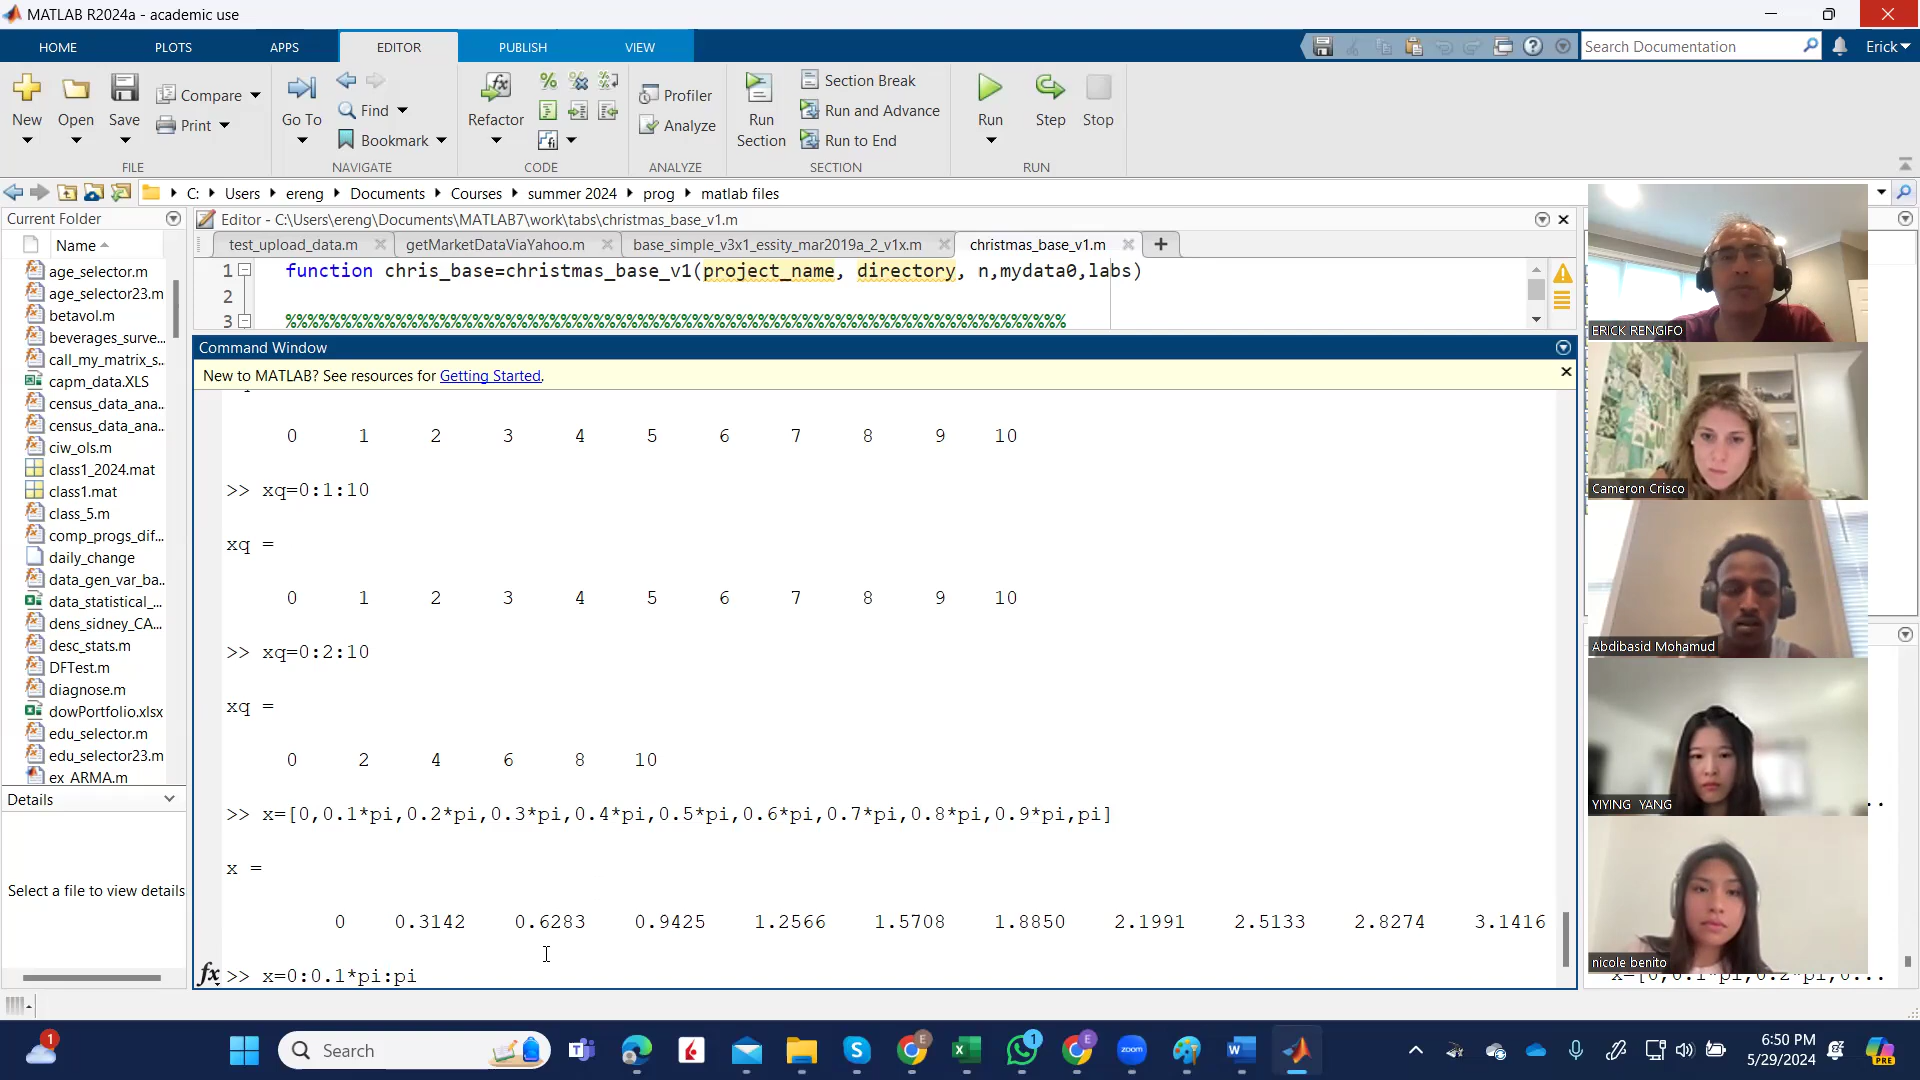 MATLAB R2024a - academic use
HOME PLOTS APPS EDITOR PUBLISH VIEW
Search Documentation
Erick
New Open Save Compare Print
Go To Find Bookmark
Refactor
Profiler
Analyze
Run Section
Section Break
Run and Advance
Run to End
Run Step Stop
FILE NAVIGATE CODE ANALYZE SECTION RUN
C: Users ereng Documents Courses summer 2024 prog matlab files
Current Folder
Name
age_selector.m
age_selector23.m
betavol.m
beverages_surve...
call_my_matrix_s...
capm_data.XLS
census_data_ana...
census_data_ana...
ciw_ols.m
class1_2024.mat
class1.mat
class_5.m
comp_progs_dif...
daily_change
data_gen_var_ba...
data_statistical_...
dens_sidney_CA...
desc_stats.m
DFTest.m
diagnose.m
dowPortfolio.xlsx
edu_selector.m
edu_selector23.m
ex_ARMA.m
Details
Select a file to view details
Editor - C:\Users\ereng\Documents\MATLAB7\work\tabs\christmas_base_v1.m
test_upload_data.m getMarketDataViaYahoo.m base_simple_v3x1_essity_mar2019a_2_v1x.m christmas_base_v1.m
1 function chris_base=christmas_base_v1(project_name, directory, n,mydata0,labs)
2
3
Command Window
New to MATLAB? See resources for Getting Started.
0 1 2 3 4 5 6 7 8 9 10
>> xq=0:1:10
xq =
0 1 2 3 4 5 6 7 8 9 10
>> xq=0:2:10
xq =
0 2 4 6 8 10
>> x=[0,0.1*pi,0.2*pi,0.3*pi,0.4*pi,0.5*pi,0.6*pi,0.7*pi,0.8*pi,0.9*pi,pi]
x =
0 0.3142 0.6283 0.9425 1.2566 1.5708 1.8850 2.1991 2.5133 2.8274 3.1416
fx >> x=0:0.1*pi:pi
ERICK RENGIFO
Cameron Crisco
Abdibasid Mohamud
YIYING YANG
nicole benito
x=[0,0.1*pi,0.2*pi,0...
1
Search
E
1
E
zoom
6:50 PM
5/29/2024
PRE